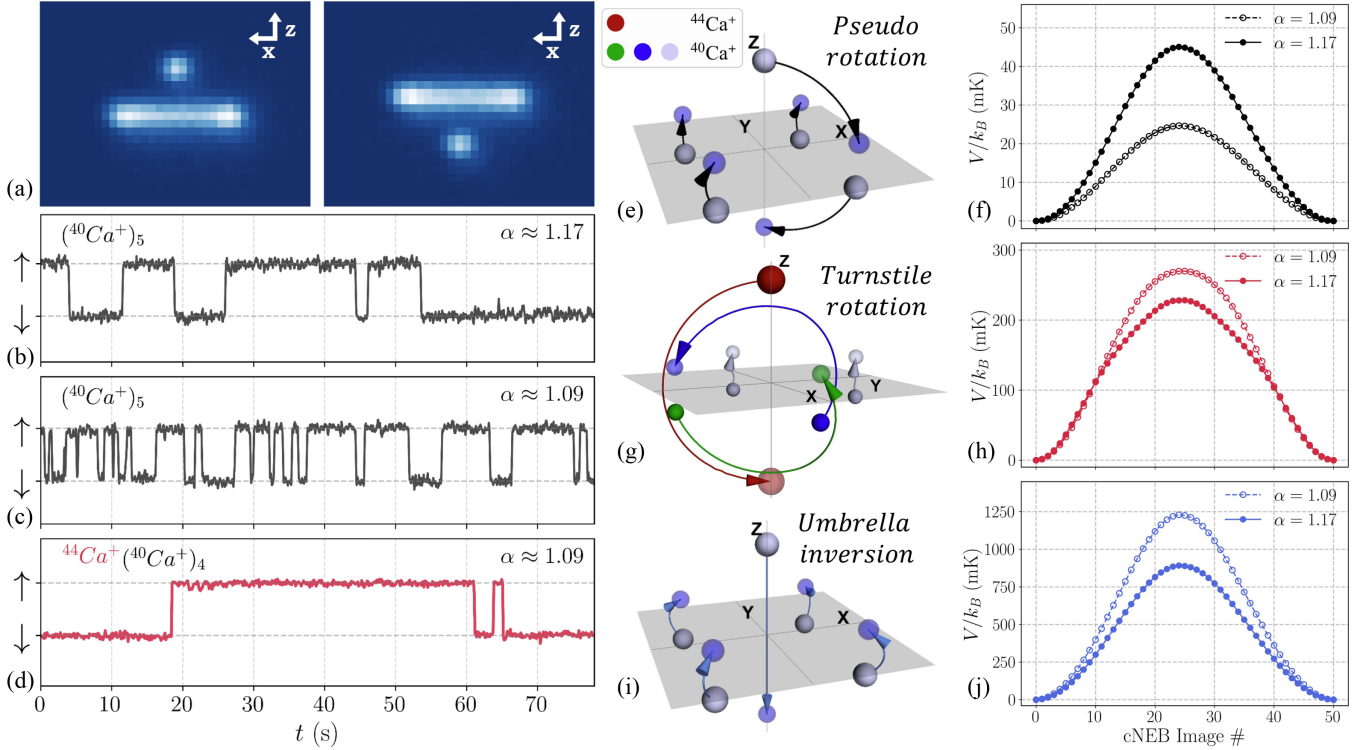 z
x
z
x
(a)
(⁴⁰Ca⁺)₅
α ≈ 1.17
↑
↓
(b)
(⁴⁰Ca⁺)₅
α ≈ 1.09
↑
↓
(c)
⁴⁴Ca⁺(⁴⁰Ca⁺)₄
α ≈ 1.09
↑
↓
(d)
0 10 20 30 40 50 60 70
t (s)
⁴⁴Ca⁺
⁴⁰Ca⁺
Pseudo
rotation
Z
Y
X
(e)
Z
Turnstile
rotation
Y
X
(g)
Umbrella
inversion
Z
Y
X
(i)
α = 1.09
α = 1.17
50
40
30
20
10
0
V/k_B (mK)
(f)
α = 1.09
α = 1.17
300
200
100
0
V/k_B (mK)
(h)
α = 1.09
α = 1.17
1250
1000
750
500
250
0
V/k_B (mK)
(j)
0 10 20 30 40 50
cNEB Image #